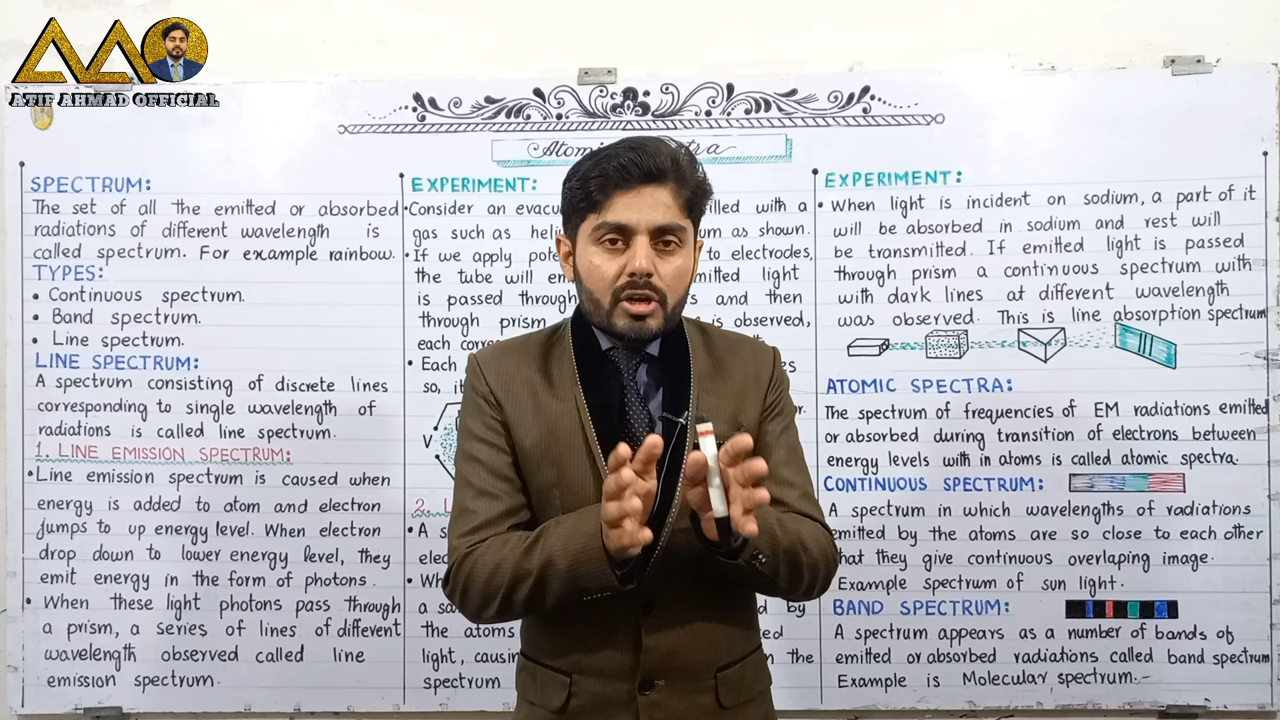 ATIF AHMAD OFFICIAL
SPECTRUM:
The set of all the emitted or absorbed
radiations of different wavelength is
called spectrum. For example rainbow.
TYPES:
• Continuous spectrum.
• Band spectrum.
• Line spectrum.
LINE SPECTRUM:
A spectrum consisting of discrete lines
corresponding to single wavelength of
radiations is called line spectrum.
1. LINE EMISSION SPECTRUM:
• Line emission spectrum is caused when
energy is added to atom and electron
jumps to up energy level. When electron
drop down to lower energy level, they
emit energy in the form of photons.
• When these light photons pass through
a prism, a series of lines of different
wavelength observed called line
emission spectrum.
EXPERIMENT:
• Consider an filled with a
gas such as as shown.
• If we apply to electrodes,
the tube will light
is passed through and then
through prism is observed,
each
• Each
so,
V
2.
• A
•
a by
the atoms
light, the
spectrum
EXPERIMENT:
• When light is incident on sodium, a part of it
will be absorbed in sodium and rest will
be transmitted. If emitted light is passed
through prism a continuous spectrum with
with dark lines at different wavelength
was observed. This is line absorption spectrum
ATOMIC SPECTRA:
The spectrum of frequencies of EM radiations emitted
or absorbed during transition of electrons between
energy levels with in atoms is called atomic spectra.
CONTINUOUS SPECTRUM:
A spectrum in which wavelengths of radiations
emitted by the atoms are so close to each other
that they give continuous overlaping image.
Example spectrum of sun light.
BAND SPECTRUM:
A spectrum appears as a number of bands of
emitted or absorbed radiations called band spectrum
Example is Molecular spectrum.